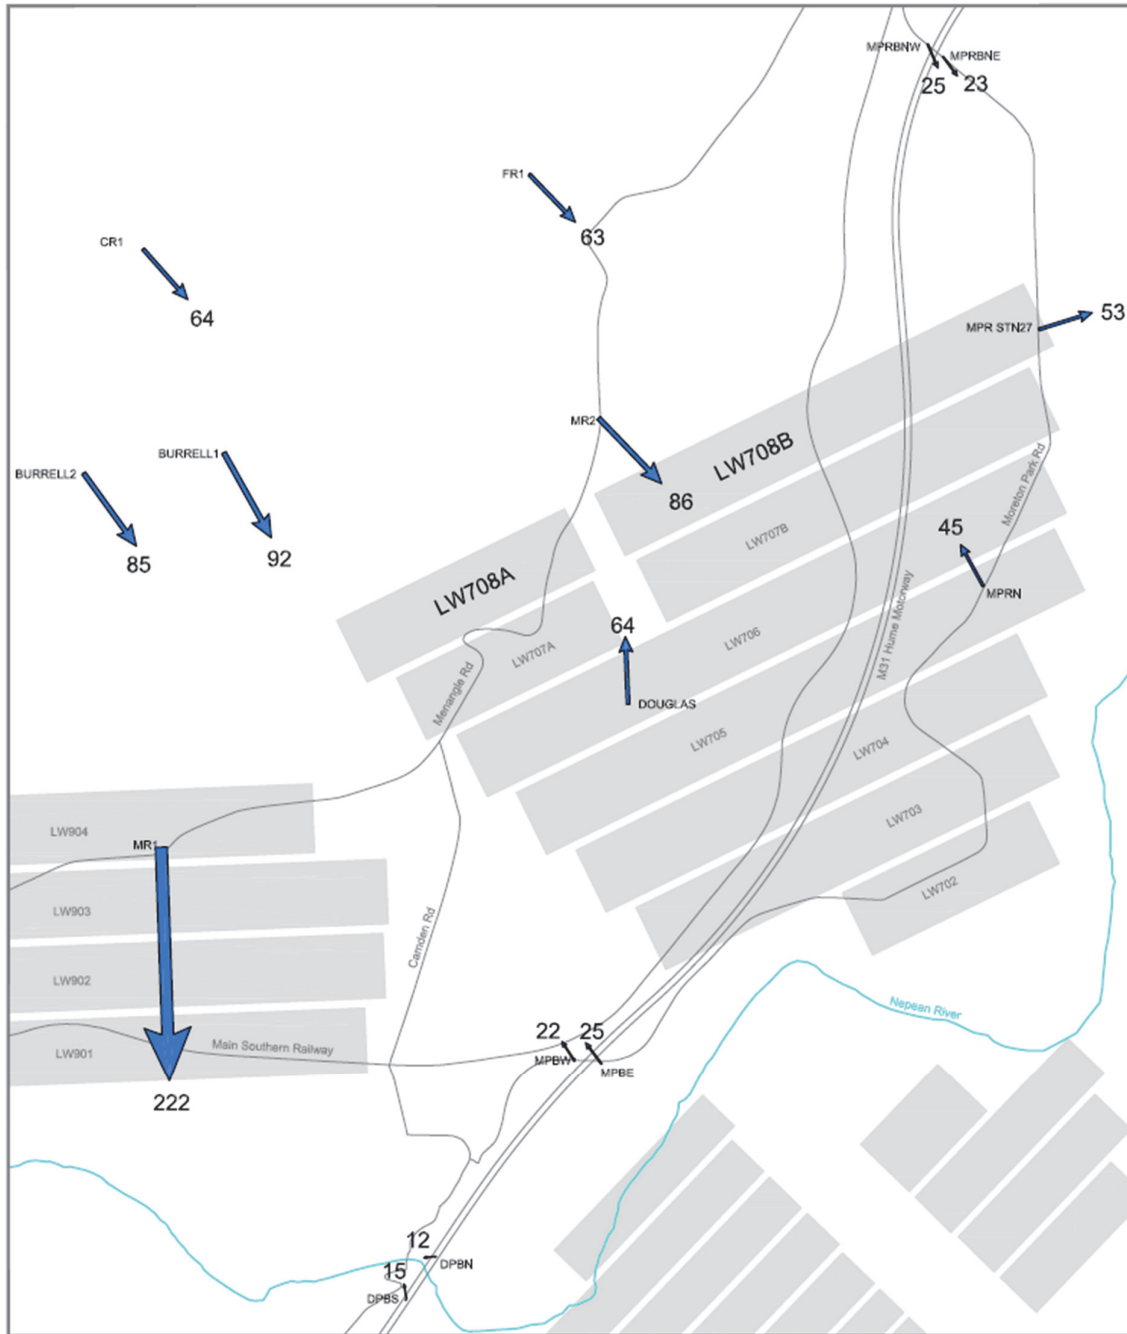 MPRBNW
MPRBNE
25
23
FR1
63
CR1
64
MPR STN27
53
MR2
86
LW708B
BURRELL1
92
BURRELL2
85
Moreton Park Rd
LW707B
45
MPRN
LW708A
64
DOUGLAS
LW706
LW707A
M31 Hume Motorway
Menangle Rd
LW705
LW704
LW703
LW702
LW904
MR1
LW903
Camden Rd
LW902
Nepean River
LW901
Main Southern Railway
22
25
MPBW
MPBE
222
12
DPBN
15
DPBS